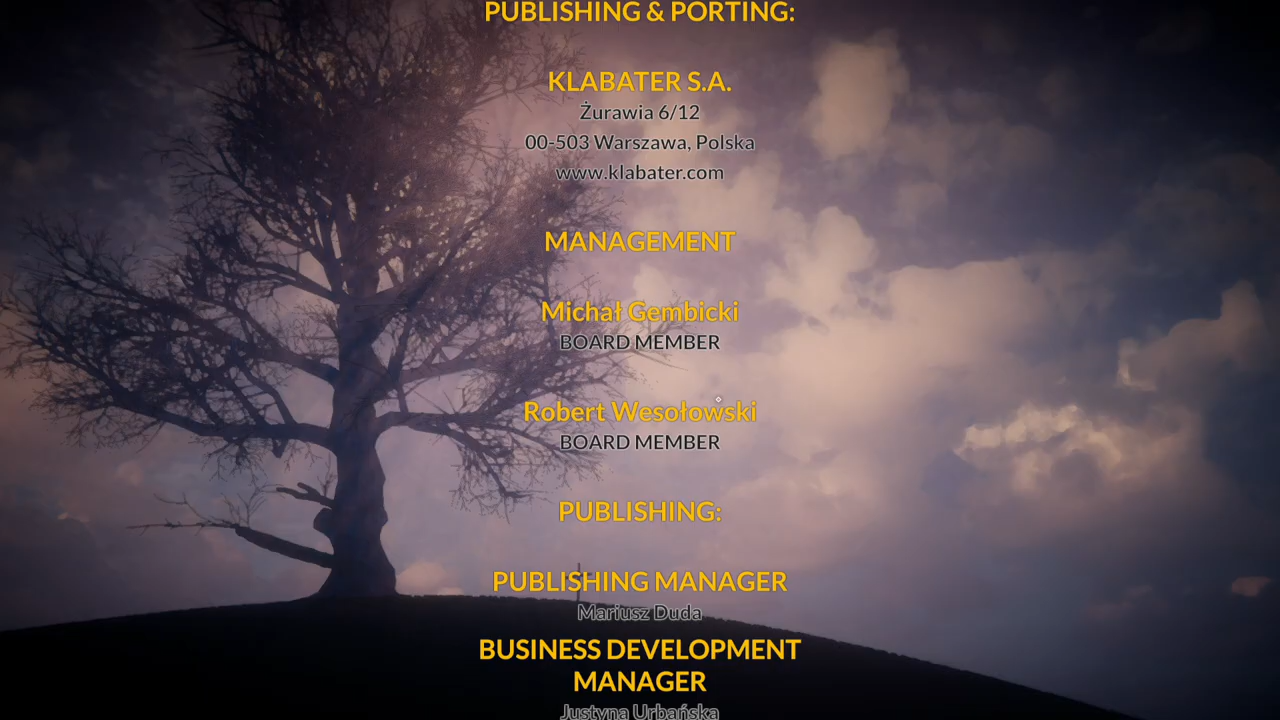 PUBLISHING & PORTING:
KLABATER S.A.
Żurawia 6/12
00-503 Warszawa, Polska
www.klabater.com
MANAGEMENT
Michał Gembicki
BOARD MEMBER
Robert Wesołowski
BOARD MEMBER
PUBLISHING:
PUBLISHING MANAGER
Mariusz Duda
BUSINESS DEVELOPMENT
MANAGER
Justyna Urbańska